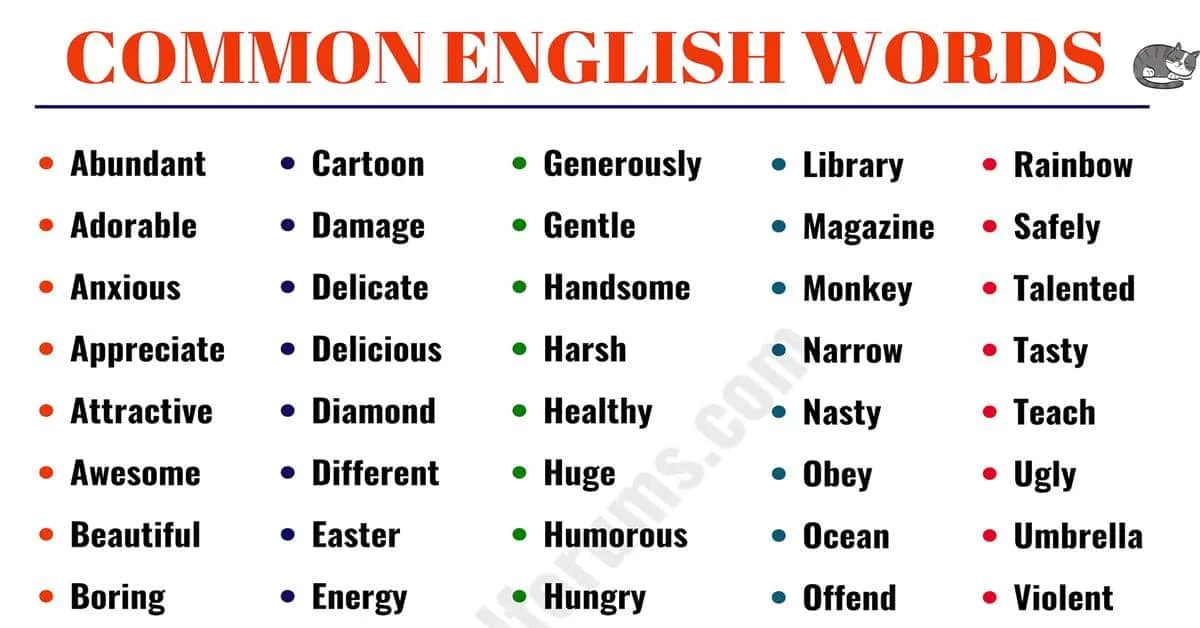 COMMON ENGLISH WORDS
• Abundant
• Adorable
• Anxious
• Appreciate
• Attractive
• Awesome
• Beautiful
• Boring
• Cartoon
• Damage
• Delicate
• Delicious
• Diamond
• Different
• Easter
• Energy
• Generously
• Gentle
• Handsome
• Harsh
• Healthy
• Huge
• Humorous
• Hungry
• Library
• Magazine
• Monkey
• Narrow
• Nasty
• Obey
• Ocean
• Offend
• Rainbow
• Safely
• Talented
• Tasty
• Teach
• Ugly
• Umbrella
• Violent
lforums.com